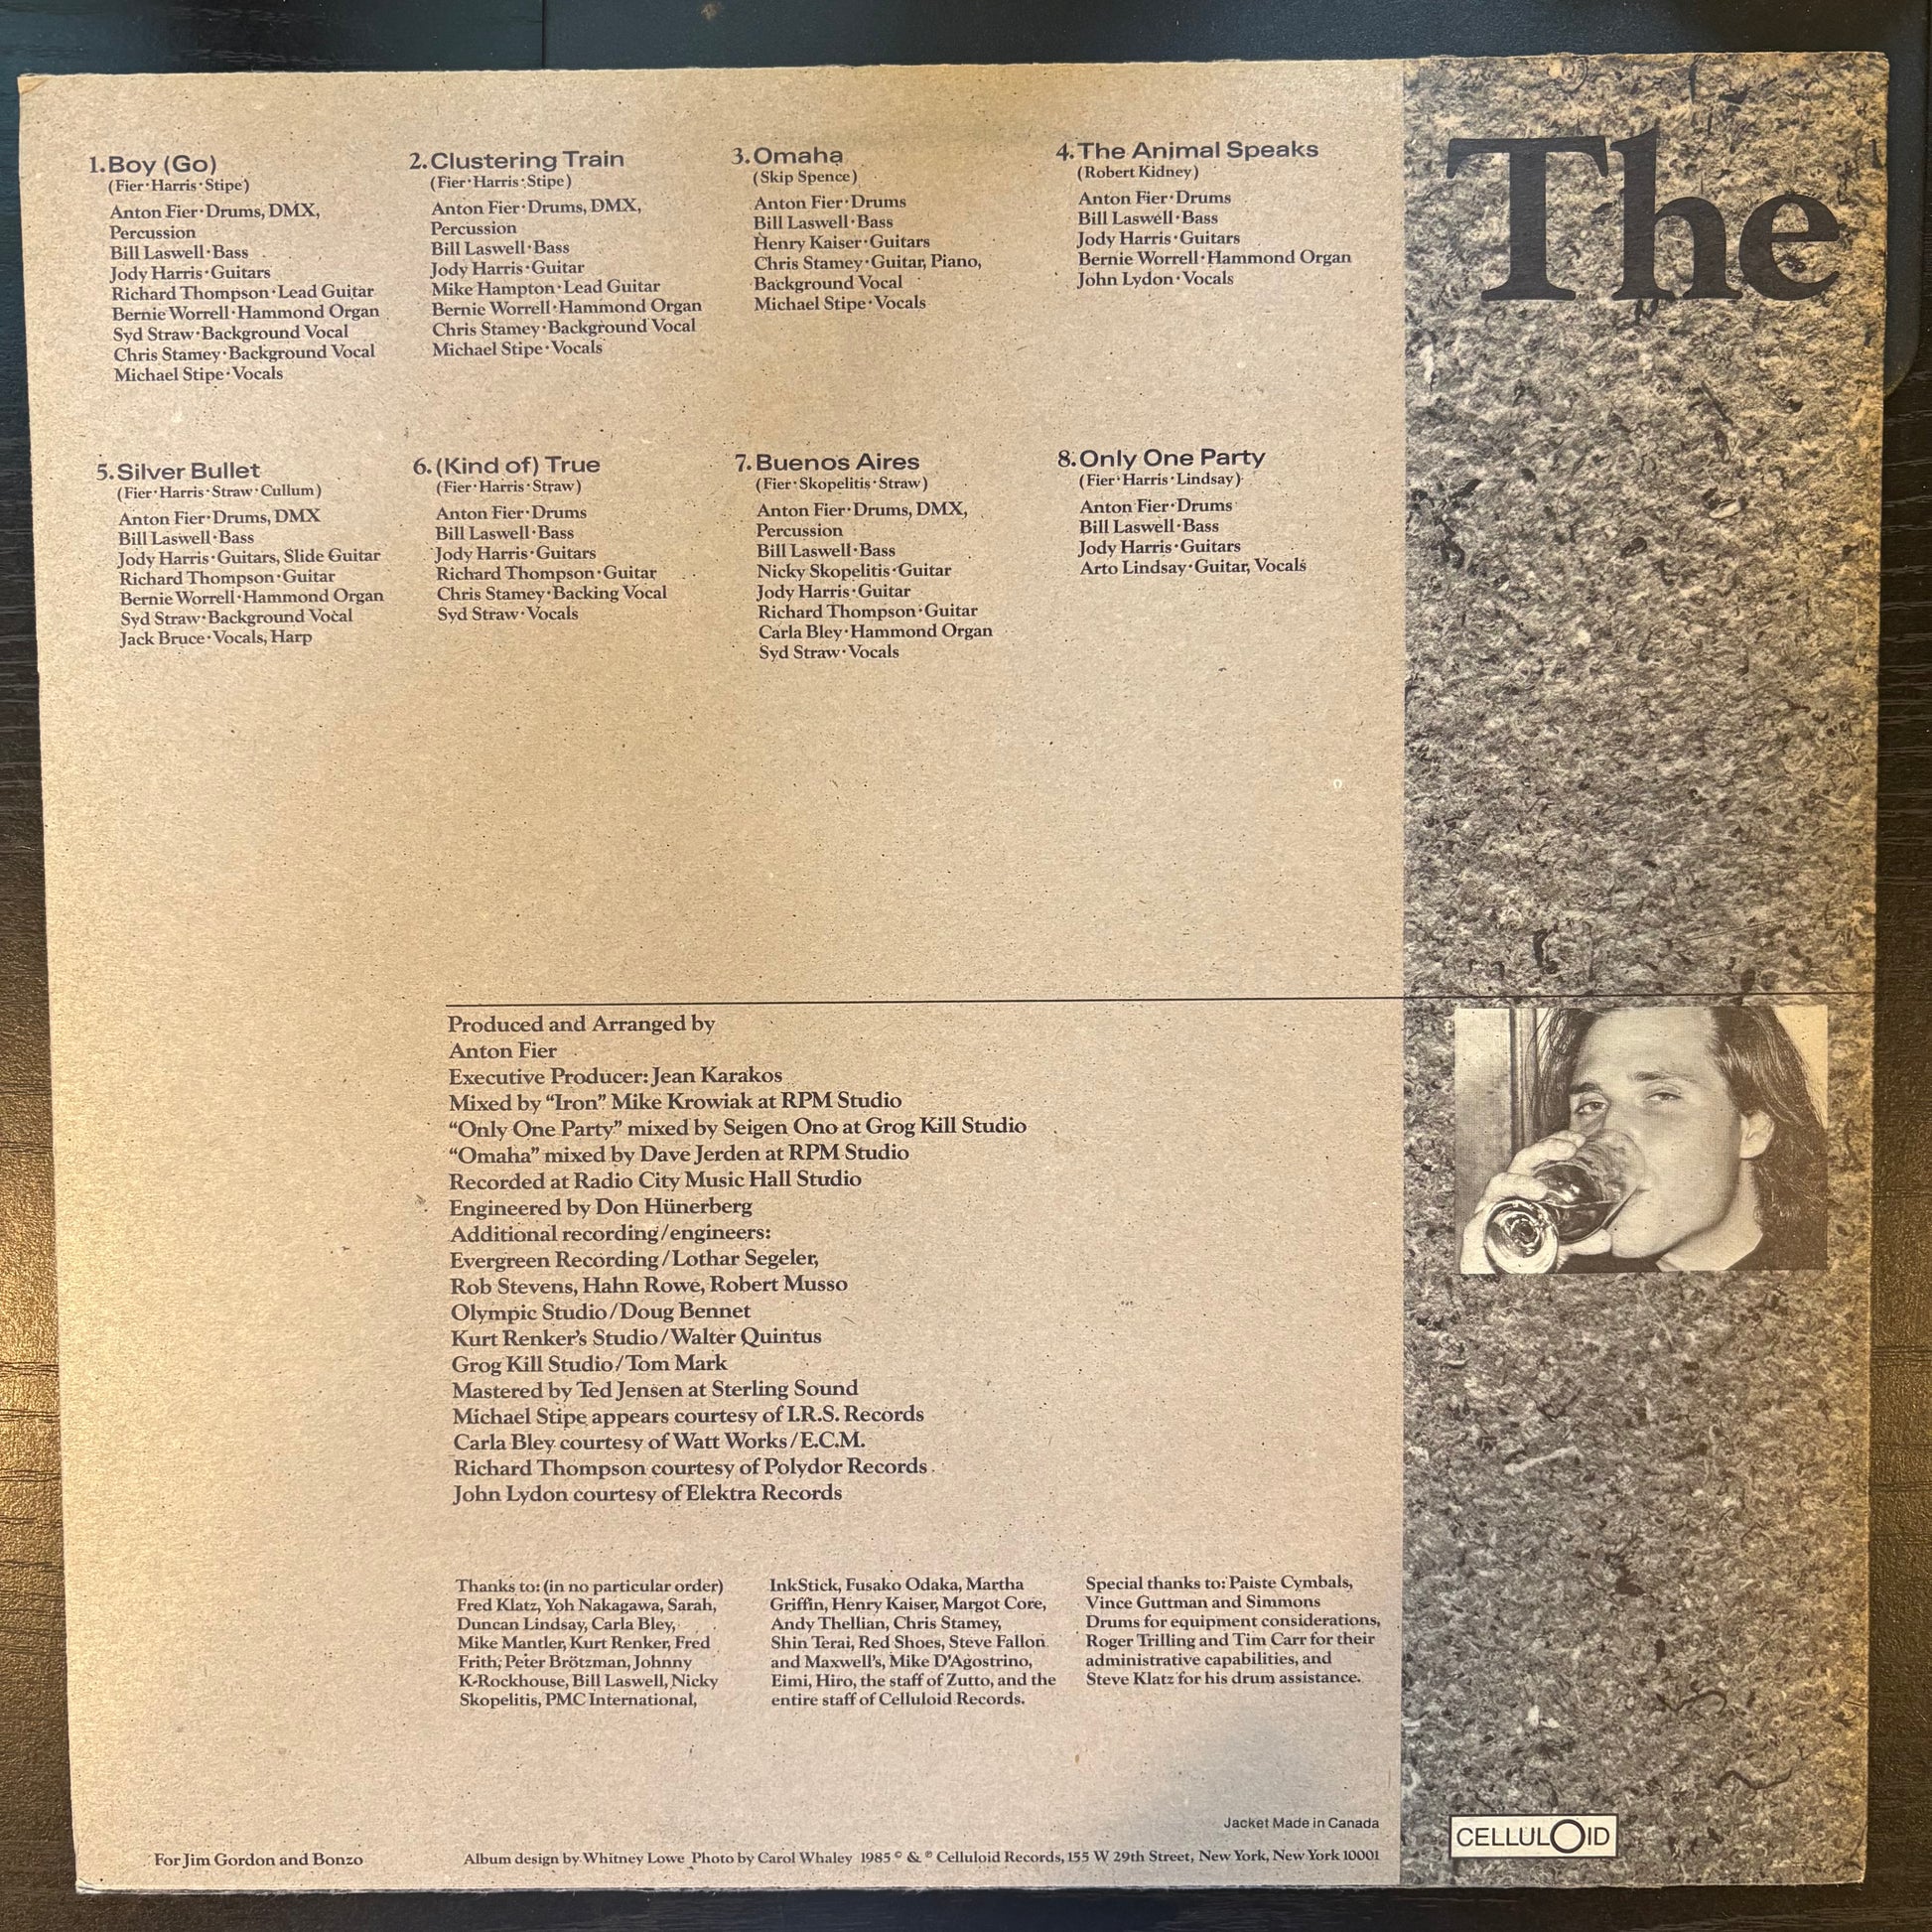 1. Boy (Go)
(Fier·Harris·Stipe)
Anton Fier·Drums, DMX,
Percussion
Bill Laswell·Bass
Jody Harris·Guitars
Richard Thompson·Lead Guitar
Bernie Worrell·Hammond Organ
Syd Straw·Background Vocal
Chris Stamey·Background Vocal
Michael Stipe·Vocals
2. Clustering Train
(Fier·Harris·Stipe)
Anton Fier·Drums, DMX,
Percussion
Bill Laswell·Bass
Jody Harris·Guitar
Mike Hampton·Lead Guitar
Bernie Worrell·Hammond Organ
Chris Stamey·Background Vocal
Michael Stipe·Vocals
3. Omaha
(Skip Spence)
Anton Fier·Drums
Bill Laswell·Bass
Henry Kaiser·Guitars
Chris Stamey·Guitar, Piano,
Background Vocal
Michael Stipe·Vocals
4. The Animal Speaks
(Robert Kidney)
Anton Fier·Drums
Bill Laswell·Bass
Jody Harris·Guitars
Bernie Worrell·Hammond Organ
John Lydon·Vocals
The
5. Silver Bullet
(Fier·Harris·Straw·Cullum)
Anton Fier·Drums, DMX
Bill Laswell·Bass
Jody Harris·Guitars, Slide Guitar
Richard Thompson·Guitar
Bernie Worrell·Hammond Organ
Syd Straw·Background Vocal
Jack Bruce·Vocals, Harp
6. (Kind of) True
(Fier·Harris·Straw)
Anton Fier·Drums
Bill Laswell·Bass
Jody Harris·Guitars
Richard Thompson·Guitar
Chris Stamey·Backing Vocal
Syd Straw·Vocals
7. Buenos Aires
(Fier·Skopelitis·Straw)
Anton Fier·Drums, DMX,
Percussion
Bill Laswell·Bass
Nicky Skopelitis·Guitar
Jody Harris·Guitar
Richard Thompson·Guitar
Carla Bley·Hammond Organ
Syd Straw·Vocals
8. Only One Party
(Fier·Harris·Lindsay)
Anton Fier·Drums
Bill Laswell·Bass
Jody Harris·Guitars
Arto Lindsay·Guitar, Vocals
Produced and Arranged by
Anton Fier
Executive Producer: Jean Karakos
Mixed by “Iron” Mike Krowiak at RPM Studio
“Only One Party” mixed by Seigen Ono at Grog Kill Studio
“Omaha” mixed by Dave Jerden at RPM Studio
Recorded at Radio City Music Hall Studio
Engineered by Don Hünerberg
Additional recording/engineers:
Evergreen Recording/Lothar Segeler,
Rob Stevens, Hahn Rowe, Robert Musso
Olympic Studio/Doug Bennet
Kurt Renker's Studio/Walter Quintus
Grog Kill Studio/Tom Mark
Mastered by Ted Jensen at Sterling Sound
Michael Stipe appears courtesy of I.R.S. Records
Carla Bley courtesy of Watt Works/E.C.M.
Richard Thompson courtesy of Polydor Records
John Lydon courtesy of Elektra Records
Thanks to: (in no particular order)
Fred Klatz, Yoh Nakagawa, Sarah,
Duncan Lindsay, Carla Bley,
Mike Mantler, Kurt Renker, Fred
Frith, Peter Brötzman, Johnny
K-Rockhouse, Bill Laswell, Nicky
Skopelitis, PMC International,
InkStick, Fusako Odaka, Martha
Griffin, Henry Kaiser, Margot Core,
Andy Thellian, Chris Stamey,
Shin Terai, Red Shoes, Steve Fallon
and Maxwell's, Mike D'Agostrino,
Eimi, Hiro, the staff of Zutto, and the
entire staff of Celluloid Records.
Special thanks to: Paiste Cymbals,
Vince Guttman and Simmons
Drums for equipment considerations,
Roger Trilling and Tim Carr for their
administrative capabilities, and
Steve Klatz for his drum assistance.
Jacket Made in Canada
CELLULOID
For Jim Gordon and Bonzo
Album design by Whitney Lowe Photo by Carol Whaley 1985 © & ℗ Celluloid Records, 155 W 29th Street, New York, New York 10001